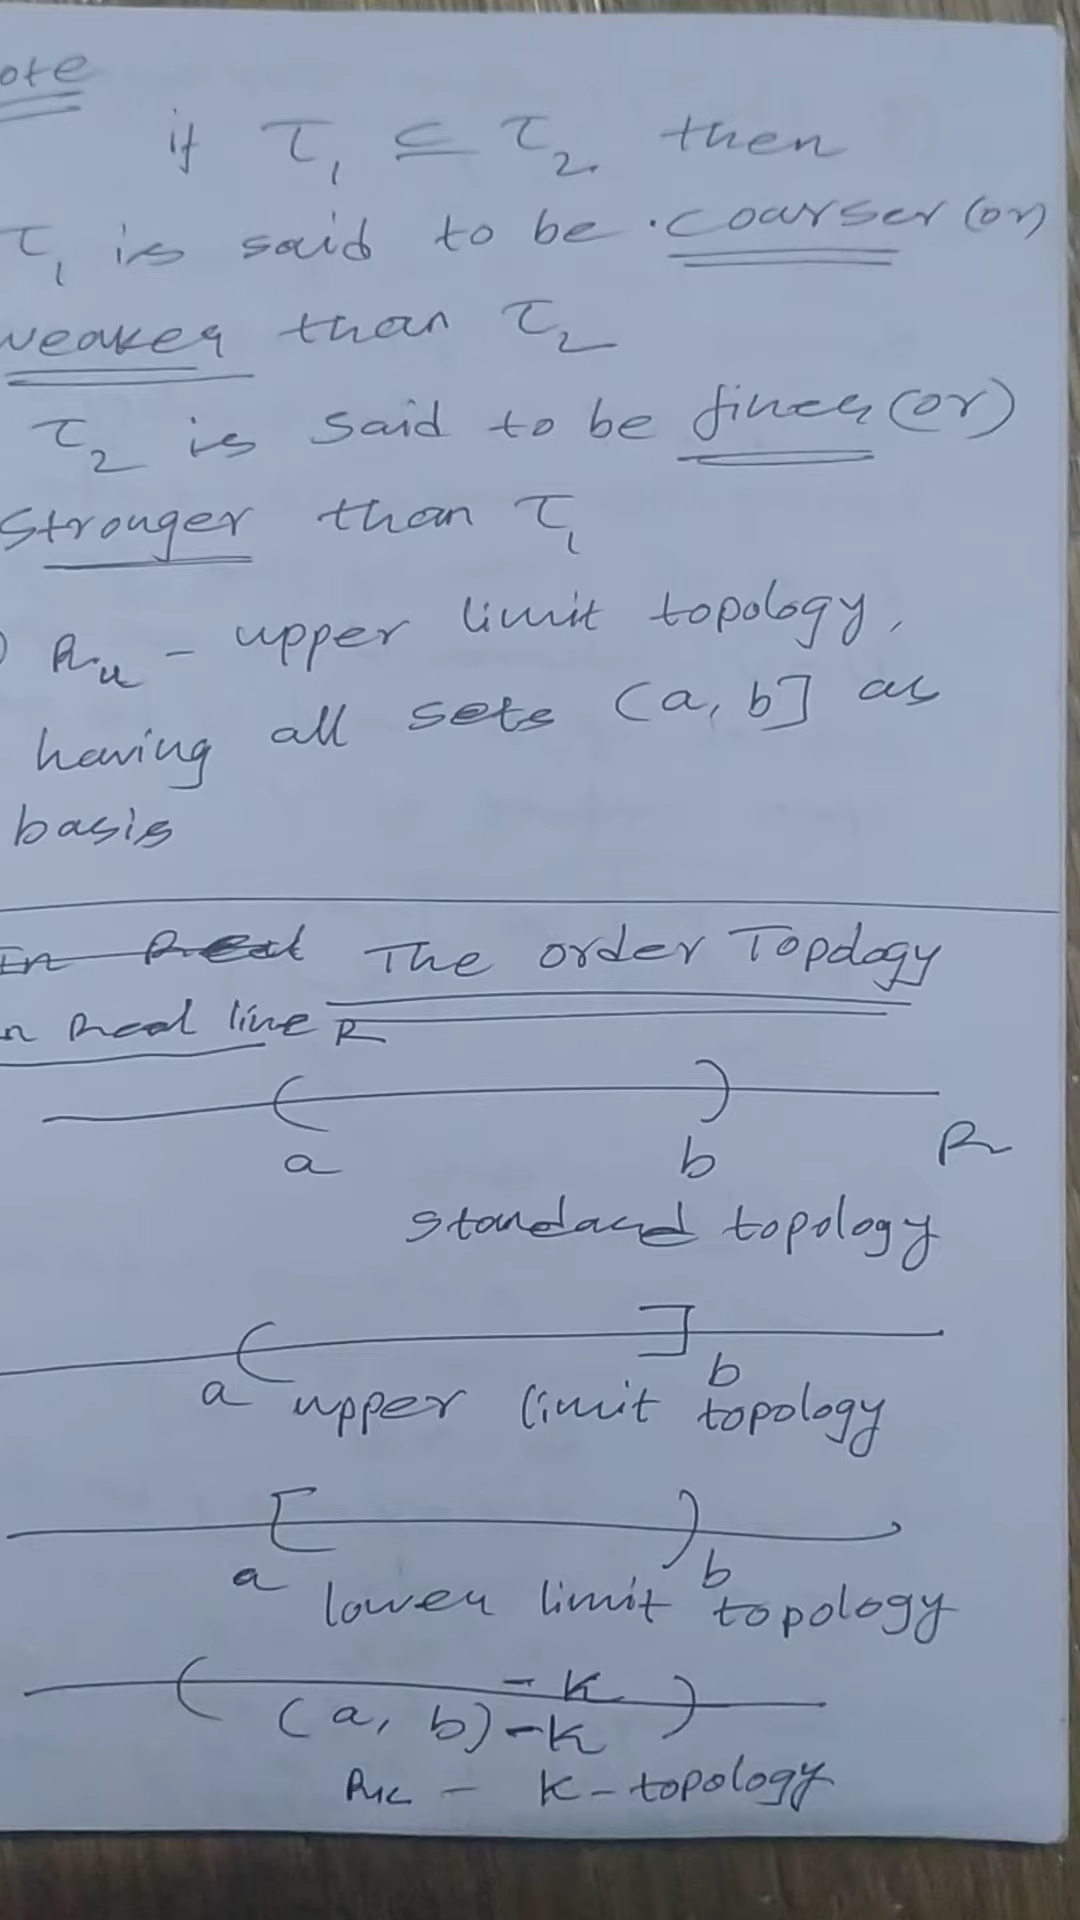 ote
if τ₁ ⊆ τ₂ then
τ₁ is said to be coarser (or)
weaker than τ₂
τ₂ is said to be finer (or)
stronger than τ₁
) Ru - upper limit topology,
having all sets (a, b] as
basis
In Real The order Topology
n Real line R
( )
a b R
standard topology
( ]
a b
upper limit topology
[ )
a b
lower limit topology
( - K )
(a, b) - K
RK - K - topology